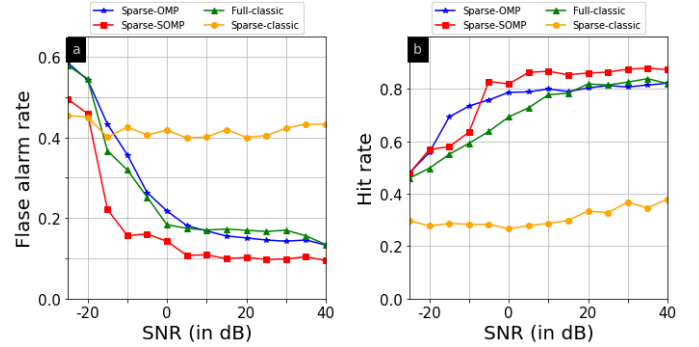 Sparse-OMP Full-classic
Sparse-SOMP Sparse-classic
a
0.6
0.4
0.2
0.0
Flase alarm rate
-20 0 20 40
SNR (in dB)
Sparse-OMP Full-classic
Sparse-SOMP Sparse-classic
b
0.8
0.6
0.4
0.2
0.0
Hit rate
-20 0 20 40
SNR (in dB)